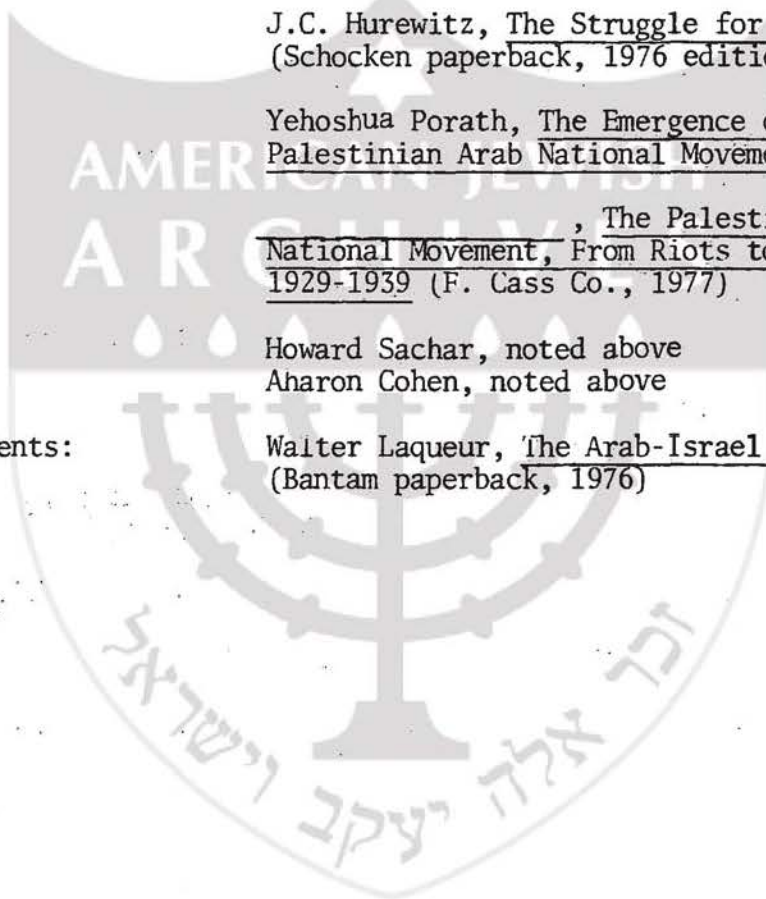 J.C. Hurewitz, The Struggle for
(Schocken paperback, 1976 editi
Yehoshua Porath, The Emergence
Palestinian Arab National Movem
AMERICAN JEWISH
ARCHIVES
, The Palest
National Movement, From Riots t
1929-1939 (F. Cass Co., 1977)
Howard Sachar, noted above
Aharon Cohen, noted above
ents:
Walter Laqueur, The Arab-Israel
(Bantam paperback, 1976)
זכר אלה יעקב וישראל